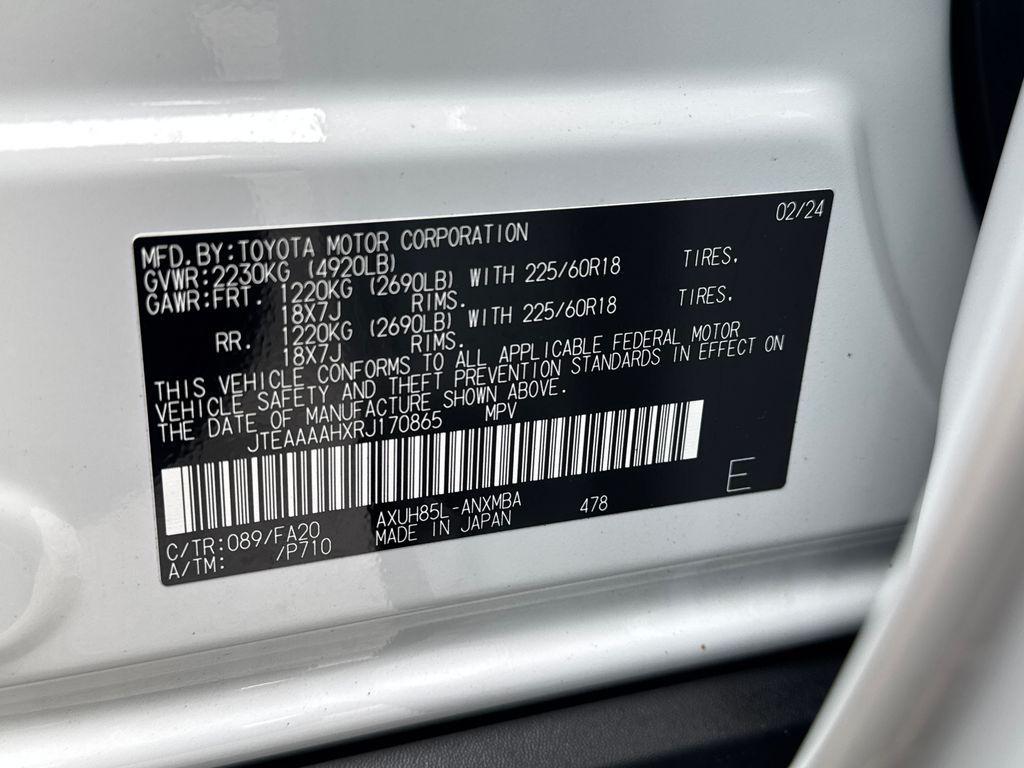 02/24
MFD. BY: TOYOTA MOTOR CORPORATION
GVWR: 2230KG (4920LB)
GAWR: FRT. 1220KG (2690LB) WITH 225/60R18 TIRES,
18X7J RIMS.
RR. 1220KG (2690LB) WITH 225/60R18 TIRES,
18X7J RIMS.
THIS VEHICLE CONFORMS TO ALL APPLICABLE FEDERAL MOTOR
VEHICLE SAFETY AND THEFT PREVENTION STANDARDS IN EFFECT ON
THE DATE OF MANUFACTURE SHOWN ABOVE.
JTEAAAAHXRJ170865 MPV
E
C/TR: 089/FA20 AXUH85L-ANXMBA 478
A/TM: /P710 MADE IN JAPAN